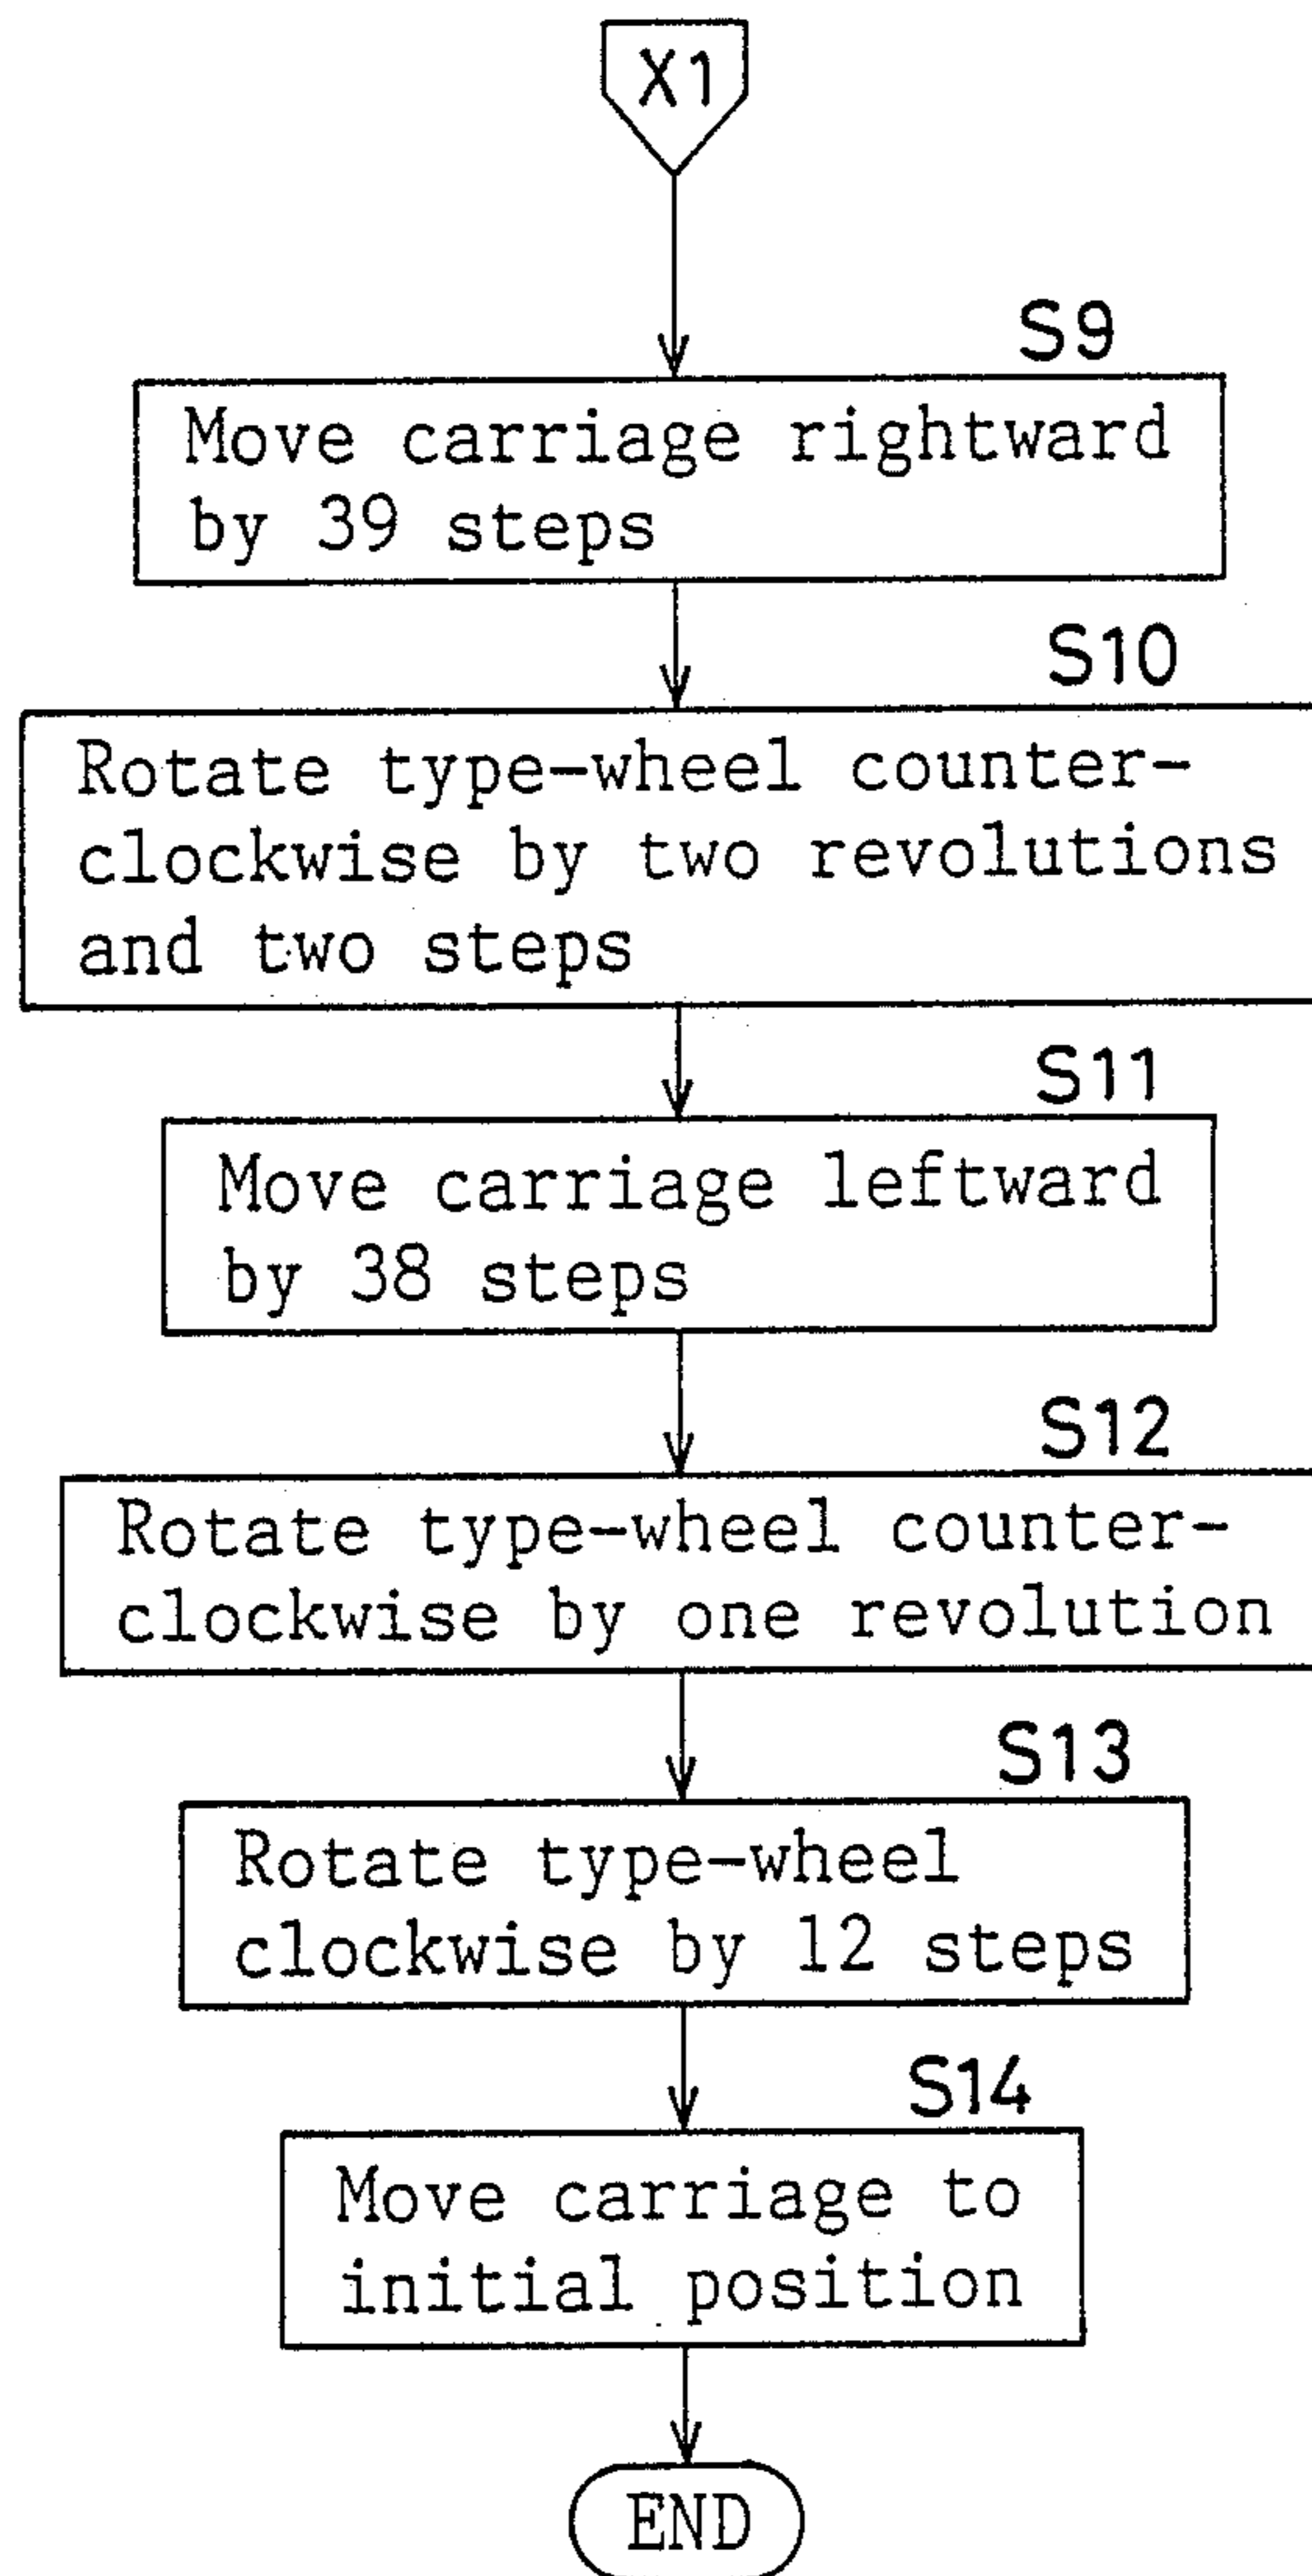 X1
S9
Move carriage rightward
by 39 steps
S10
Rotate type-wheel counter-
clockwise by two revolutions
and two steps
S11
Move carriage leftward
by 38 steps
S12
Rotate type-wheel counter-
clockwise by one revolution
S13
Rotate type-wheel
clockwise by 12 steps
S14
Move carriage to
initial position
END